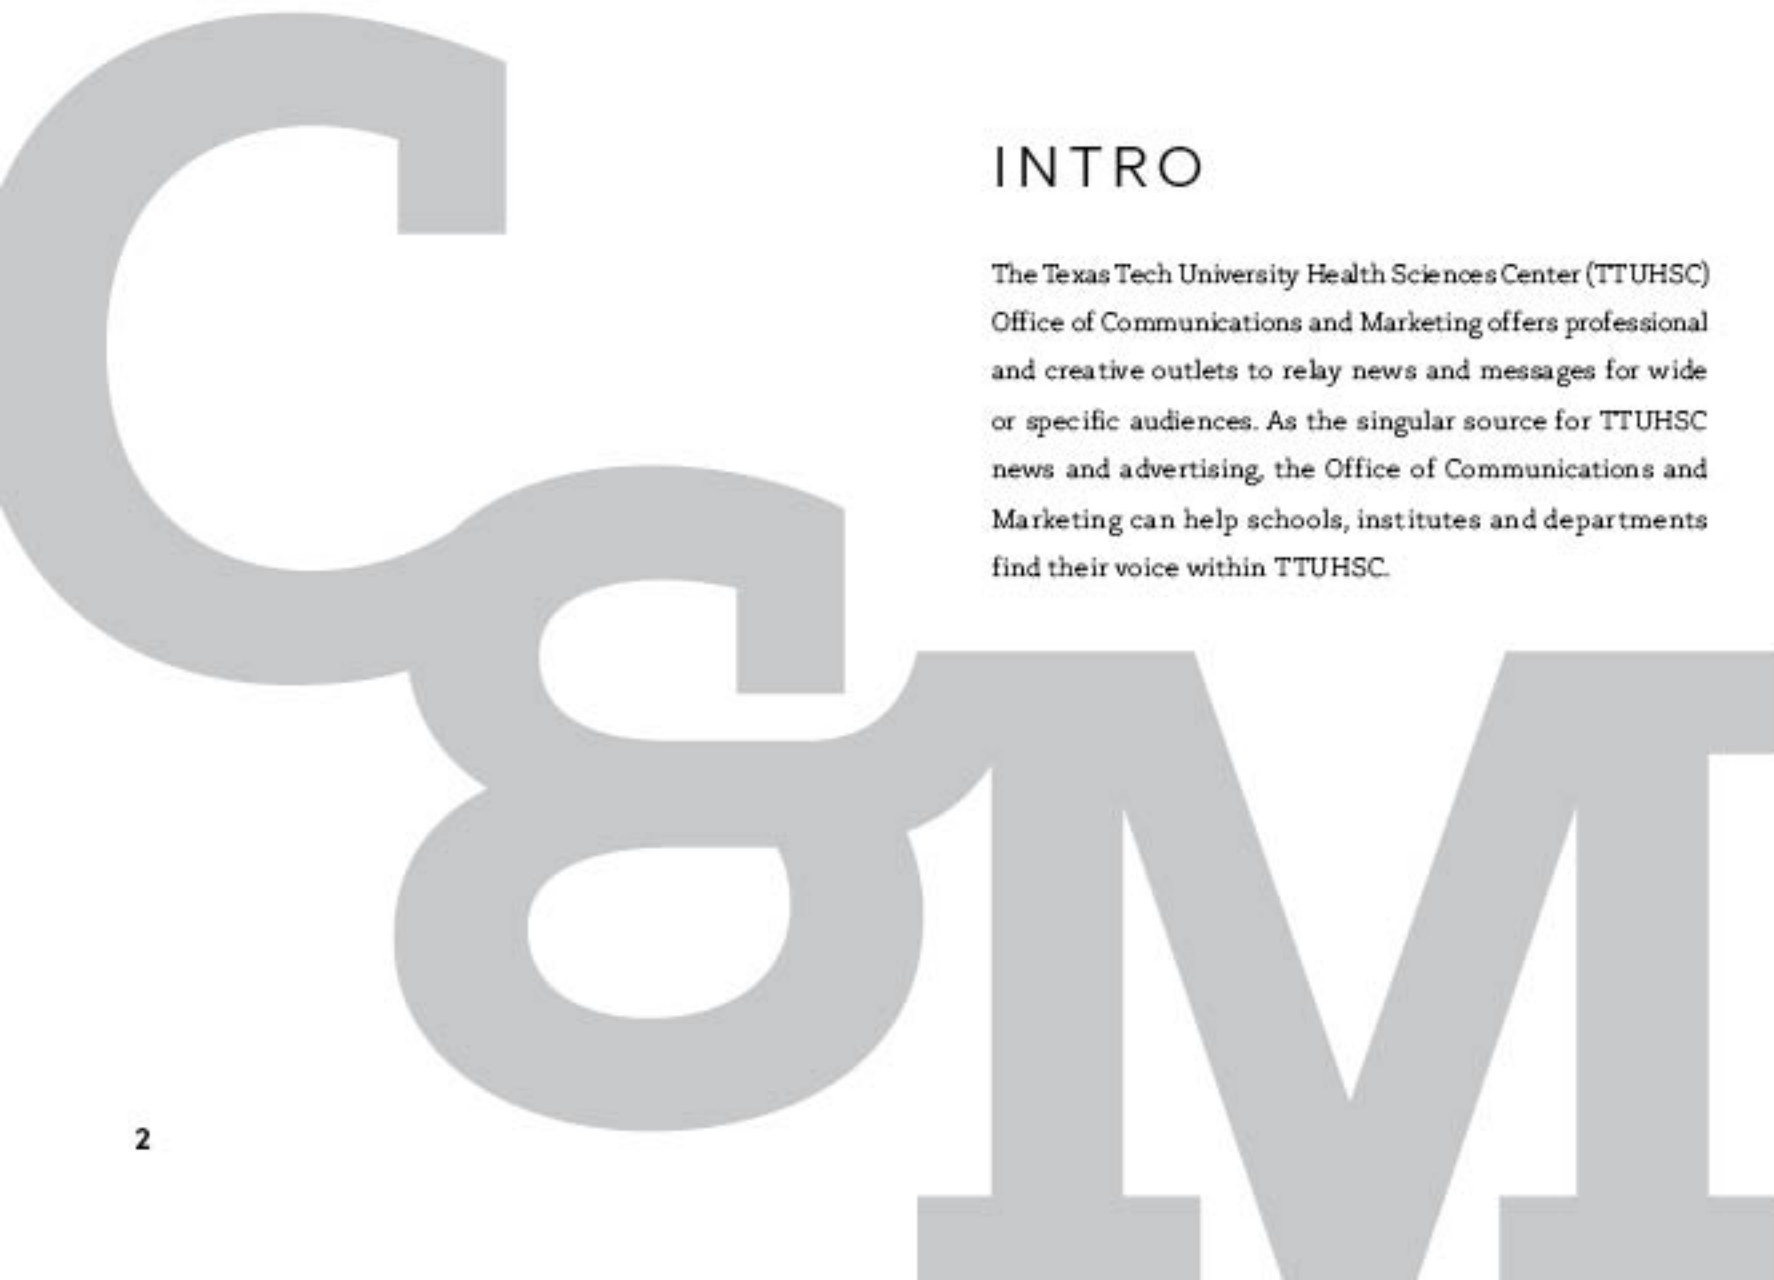 C
&
M
INTRO
The Texas Tech University Health Sciences Center (TTUHSC)
Office of Communications and Marketing offers professional
and creative outlets to relay news and messages for wide
or specific audiences. As the singular source for TTUHSC
news and advertising, the Office of Communications and
Marketing can help schools, institutes and departments
find their voice within TTUHSC.
2